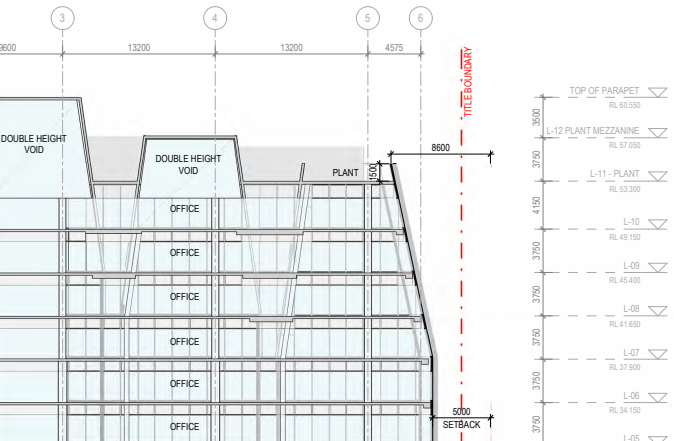 3
4
5
6
9600
13200
13200
4575
TITLE BOUNDARY
TOP OF PARAPET
RL 60.550
3500
L-12 PLANT MEZZANINE
RL 57.050
3750
L-11 - PLANT
RL 53.300
4150
L-10
RL 49.150
3750
L-09
RL 45.400
3750
L-08
RL 41.650
3750
L-07
RL 37.900
3750
L-06
RL 34.150
3750
L-05
DOUBLE HEIGHT
VOID
DOUBLE HEIGHT
VOID
8600
PLANT
1500
OFFICE
OFFICE
OFFICE
OFFICE
OFFICE
OFFICE
5000
SETBACK